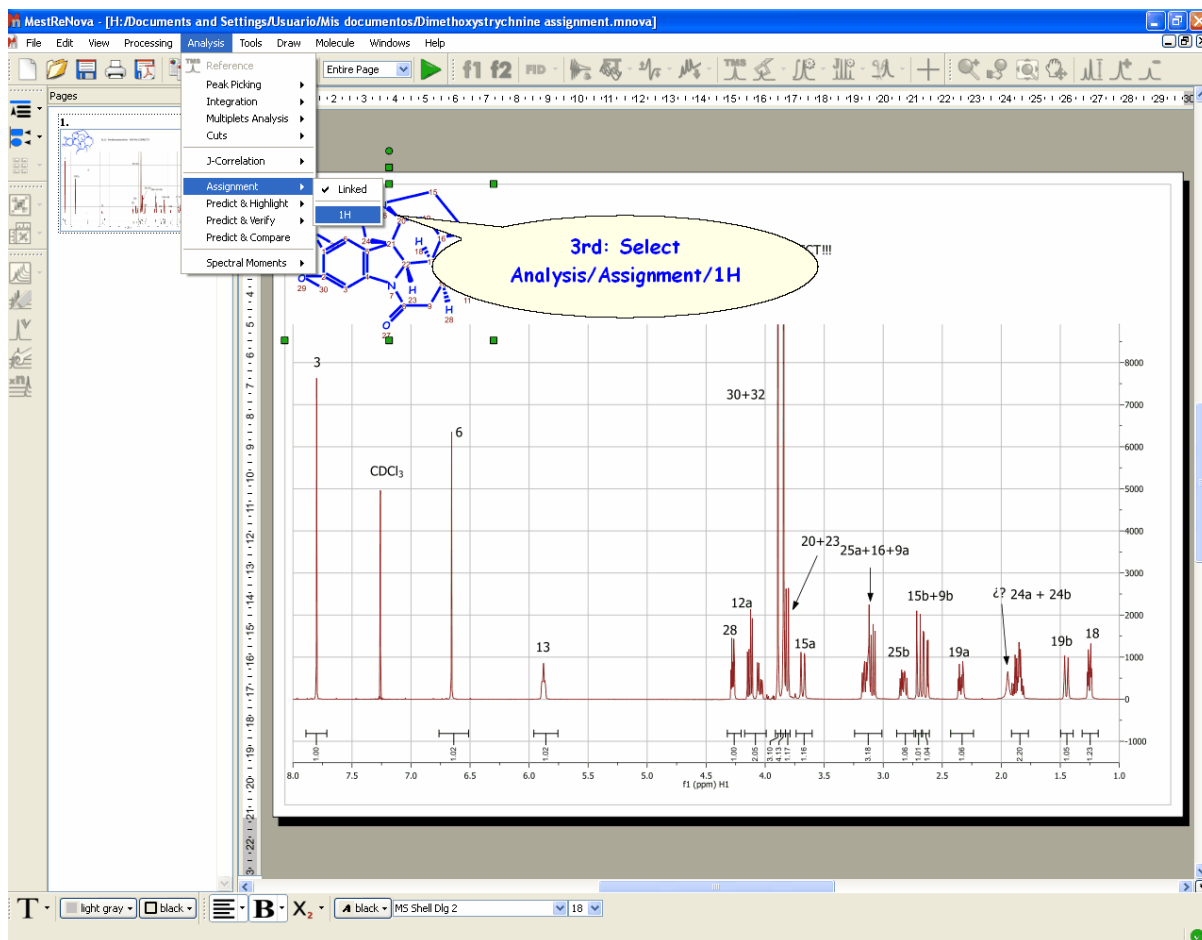 MestReNova - [H:/Documents and Settings/Usuario/Mis documentos/Dimethoxystrychnine assignment.mnova]
File Edit View Processing Analysis Tools Draw Molecule Windows Help
Entire Page
f1 f2 FID
TMS
Pages
1.
Reference
Peak Picking
Integration
Multiplets Analysis
Cuts
J-Correlation
Assignment
Predict & Highlight
Predict & Verify
Predict & Compare
Spectral Moments
Linked
1H
3rd: Select
Analysis/Assignment/1H
CT!!!
N
H
H
H
O
3
CDCl3
6
13
28
12a
30+32
20+23
15a
25a+16+9a
25b
15b+9b
19a
¿? 24a + 24b
19b
18
8000
7000
6000
5000
4000
3000
2000
1000
0
-1000
1.00 1.02 1.02 1.00 2.05 3.10 4.13 1.17 1.16 3.18 1.06 1.01 1.04 1.06 2.20 1.05 1.23
8.0 7.5 7.0 6.5 6.0 5.5 5.0 4.5 4.0 3.5 3.0 2.5 2.0 1.5 1.0
f1 (ppm) H1
T light gray black B X2 A black MS Shell Dlg 2 18